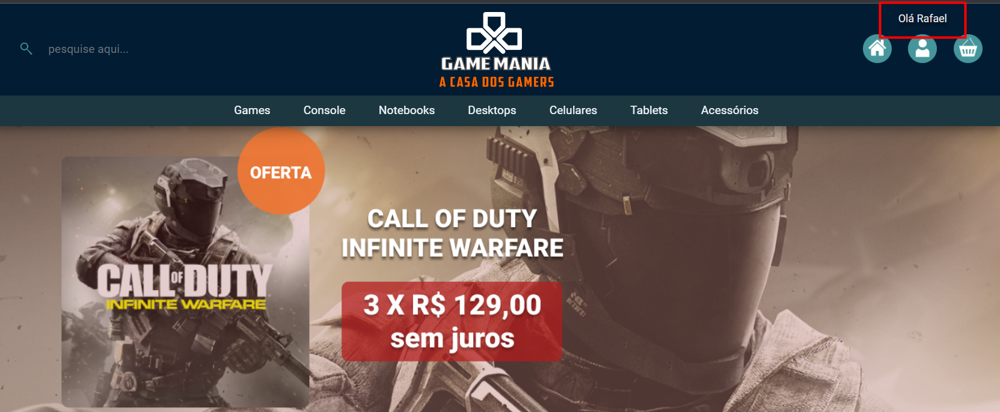 Olá Rafael
pesquise aqui...
GAME MANIA
A CASA DOS GAMERS
Games Console Notebooks Desktops Celulares Tablets Acessórios
OFERTA
CALL OF DUTY
INFINITE WARFARE
CALL OF DUTY
INFINITE WARFARE
3 X R$ 129,00
sem juros